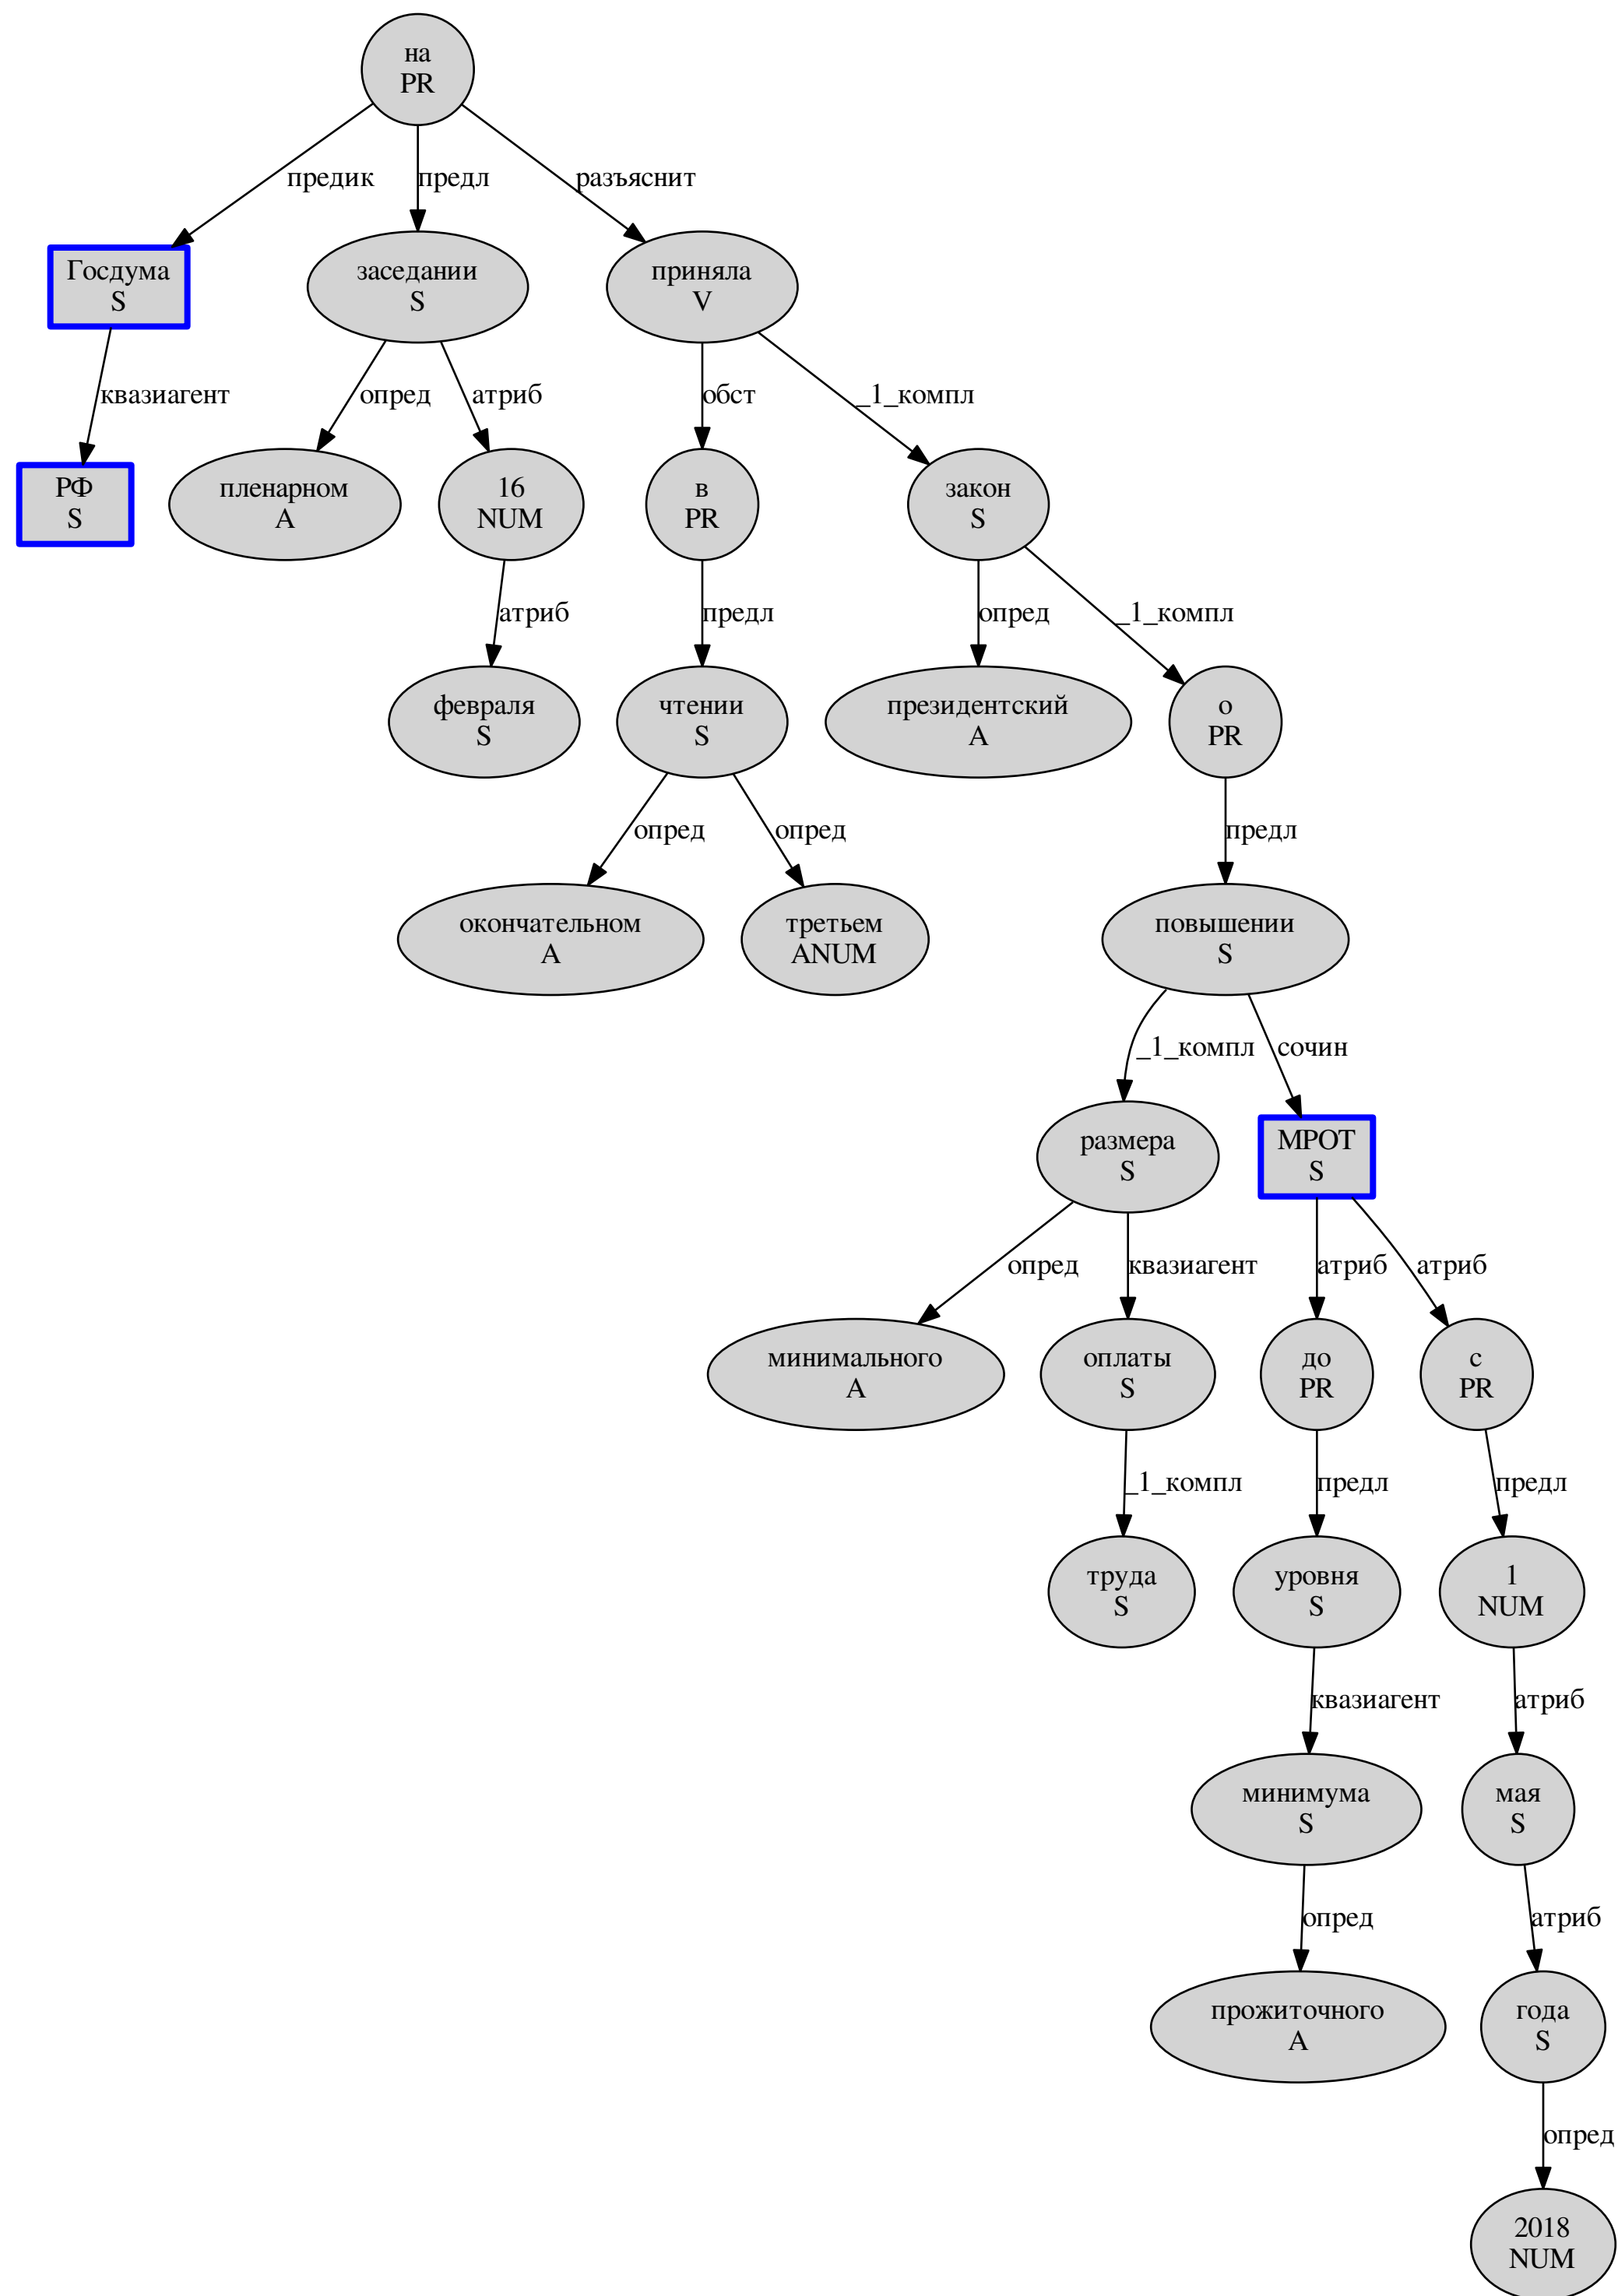 на
PR
предик
предл
разъяснит
Госдума
S
заседании
S
приняла
V
квазиагент
опред
атриб
обст
_1_компл
РФ
S
пленарном
A
16
NUM
в
PR
закон
S
атриб
предл
опред
_1_компл
февраля
S
чтении
S
президентский
A
о
PR
опред
опред
предл
окончательном
A
третьем
ANUM
повышении
S
_1_компл
сочин
размера
S
МРОТ
S
опред
квазиагент
атриб
атриб
минимального
A
оплаты
S
до
PR
с
PR
_1_компл
предл
предл
труда
S
уровня
S
1
NUM
квазиагент
атриб
минимума
S
мая
S
опред
атриб
прожиточного
A
года
S
опред
2018
NUM